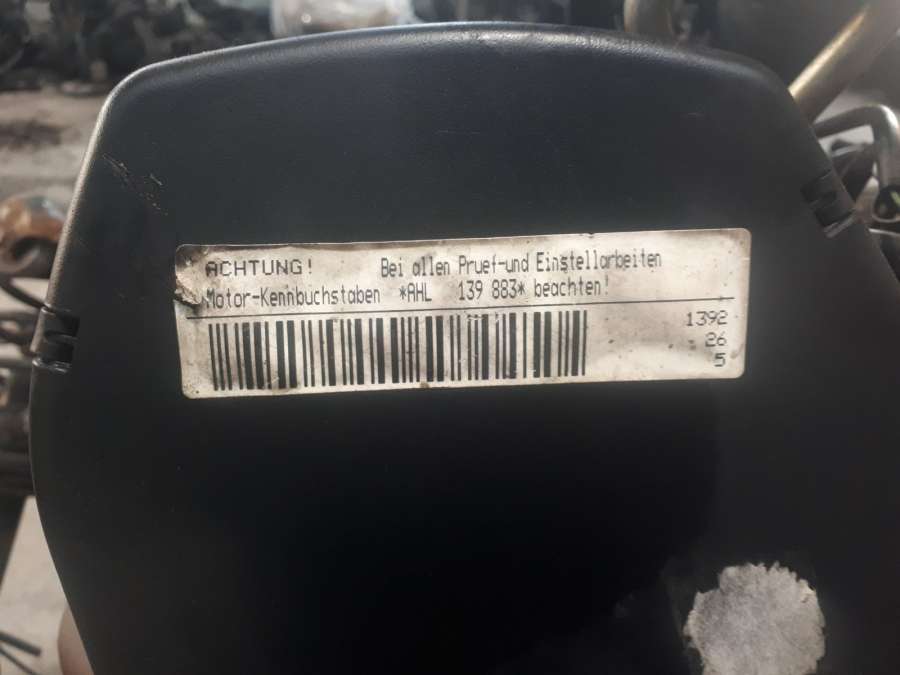 ACHTUNG! Bei allen Pruef-und Einstellarbeiten
Motor-Kennbuchstaben *AHL 139 883* beachten!
1392
26
5